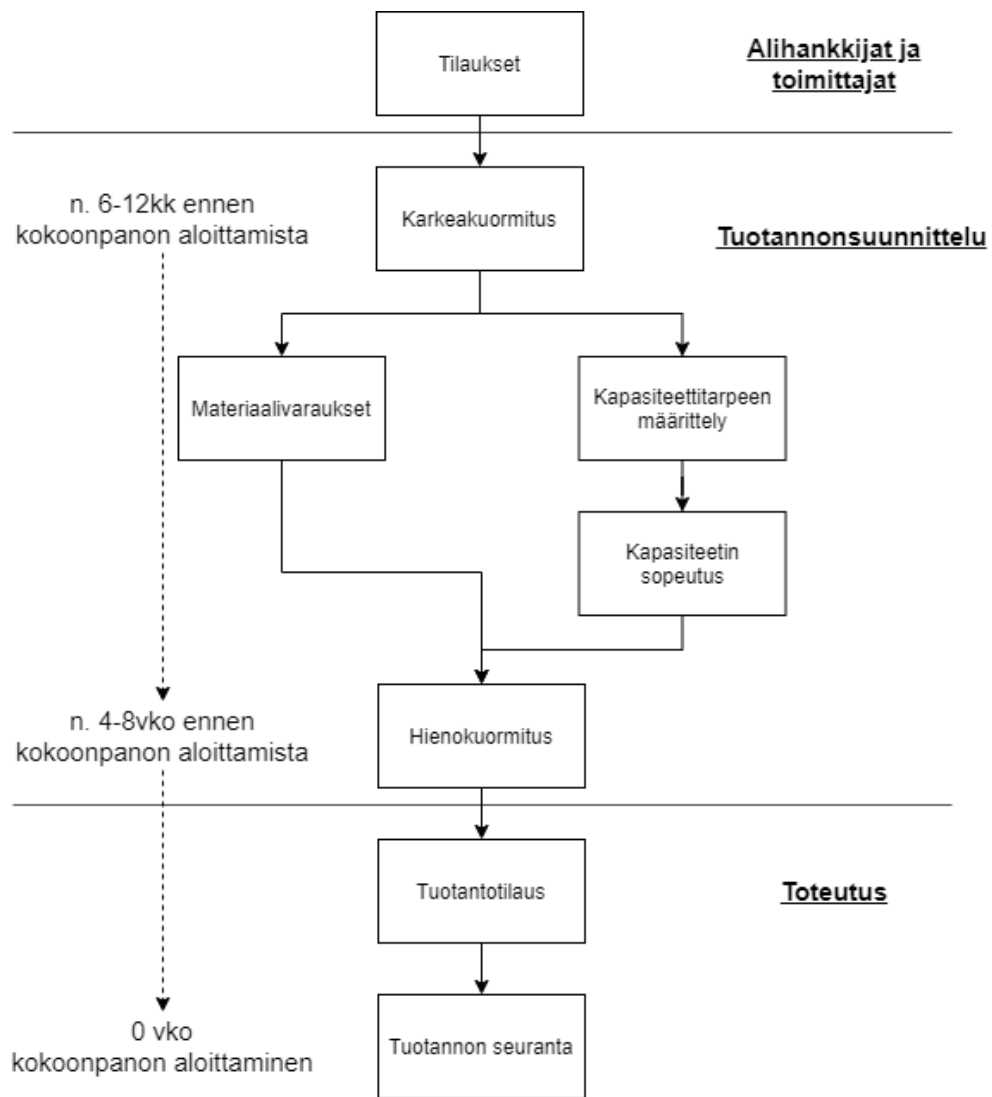 Tilaukset
Alihankkijat ja
toimittajat
n. 6-12kk ennen
kokoonpanon aloittamista
Karkeakuormitus
Tuotannonsuunnittelu
Materiaalivaraukset
Kapasiteettitarpeen
määrittely
Kapasiteetin
sopeutus
n. 4-8vko ennen
kokoonpanon aloittamista
Hienokuormitus
Tuotantotilaus
Toteutus
0 vko
kokoonpanon aloittaminen
Tuotannon seuranta